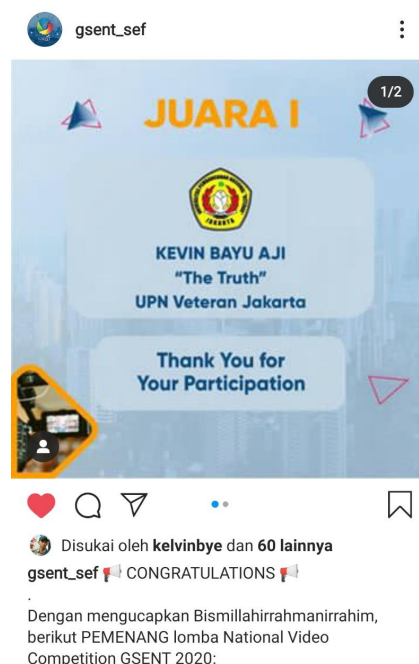 gsent_sef
1/2
JUARA I
JAKARTA
KEVIN BAYU AJI
“The Truth”
UPN Veteran Jakarta
Thank You for
Your Participation
Disukai oleh kelvinbye dan 60 lainnya
gsent_sef 📢 CONGRATULATIONS 📢
.
Dengan mengucapkan Bismillahirrahmanirrahim,
berikut PEMENANG lomba National Video
Competition GSENT 2020: